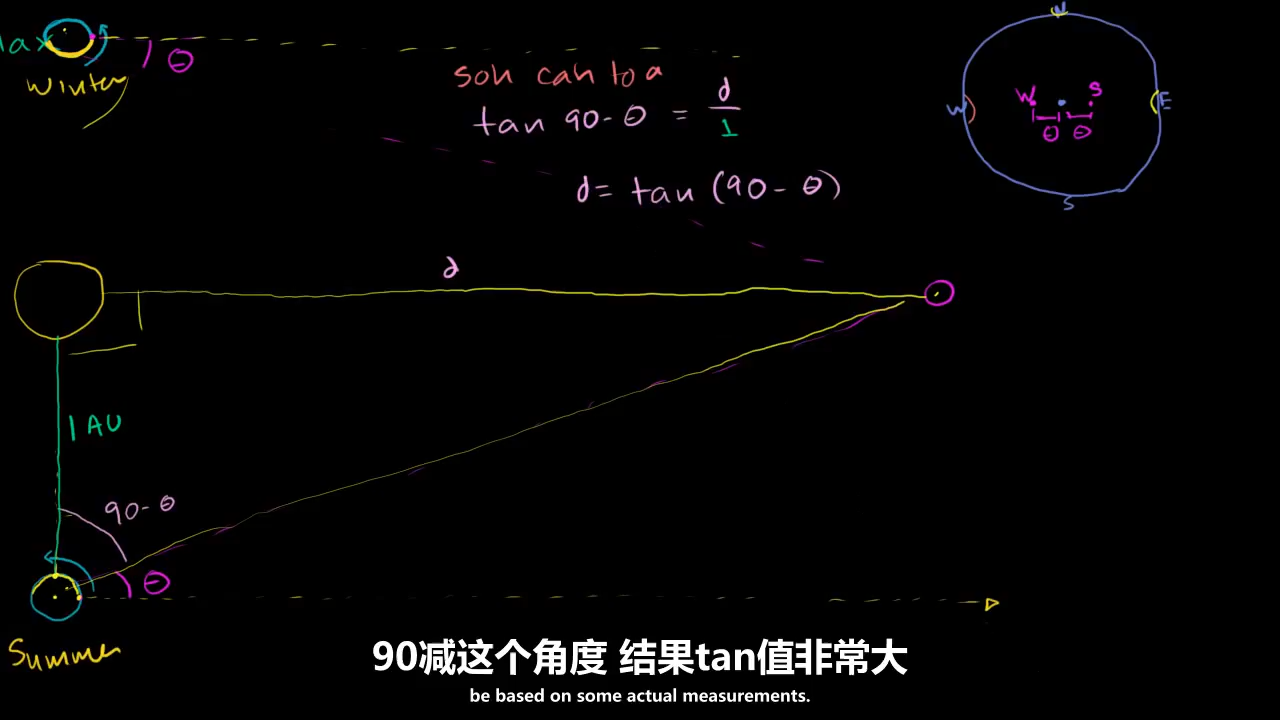 lax
Winter
θ
soh cah toa
tan 90-θ = d/1
d= tan (90-θ)
N
W
E
S
W
S
θ
θ
d
1 AU
90-θ
θ
Summer
90减这个角度 结果tan值非常大
be based on some actual measurements.